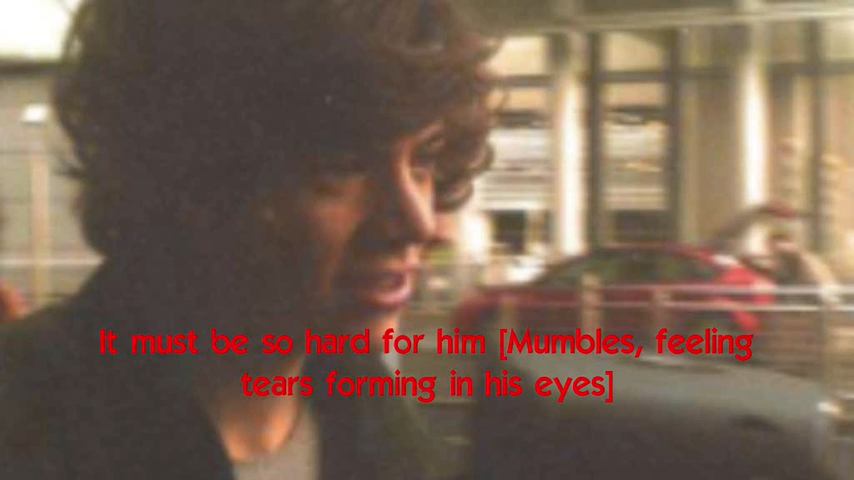 It must be so hard for him [Mumbles, feeling
tears forming in his eyes]